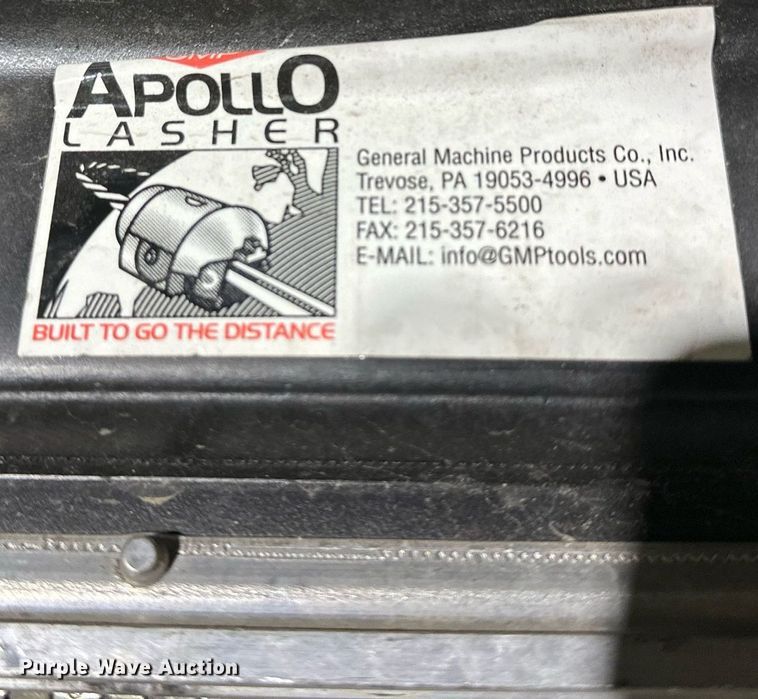 APOLLO
LASHER
General Machine Products Co., Inc.
Trevose, PA 19053-4996 • USA
TEL: 215-357-5500
FAX: 215-357-6216
E-MAIL: info@GMPtools.com
BUILT TO GO THE DISTANCE
Purple Wave Auction